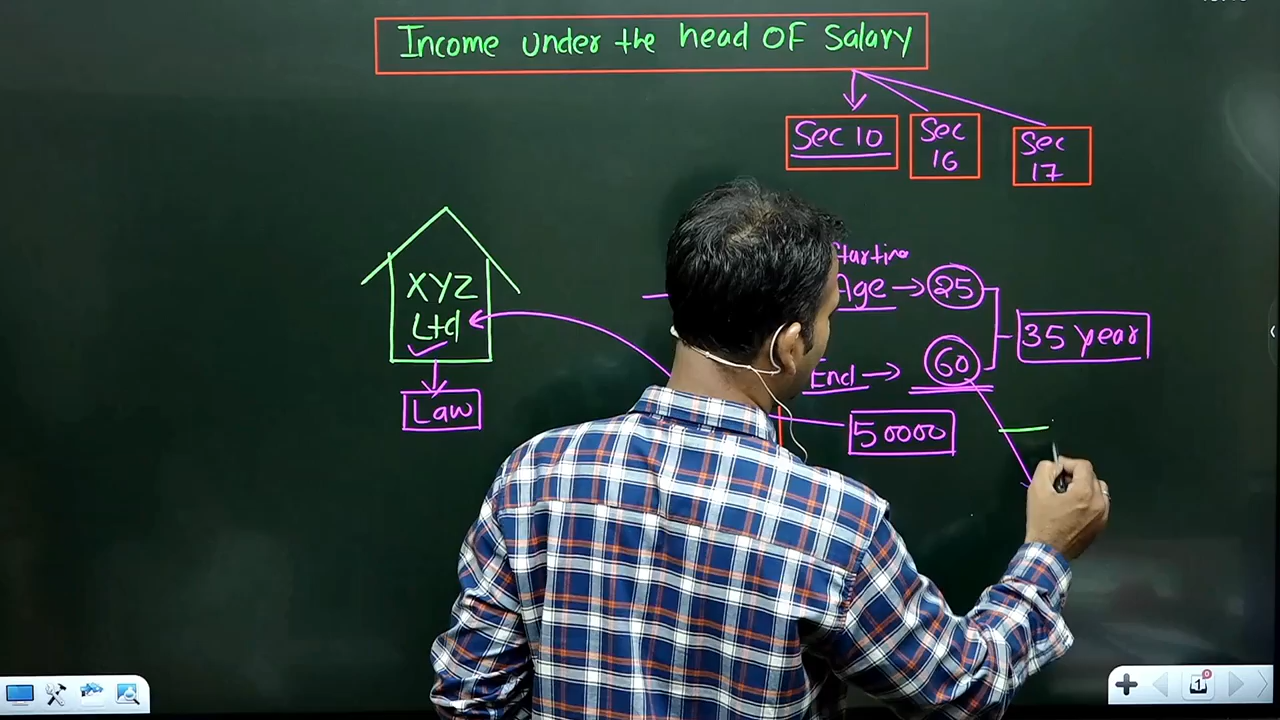 Income under the head OF Salary
Sec 10
Sec 16
Sec 17
XYZ
Ltd
Law
Starting
Age → 25
End → 60
35 year
50000
1